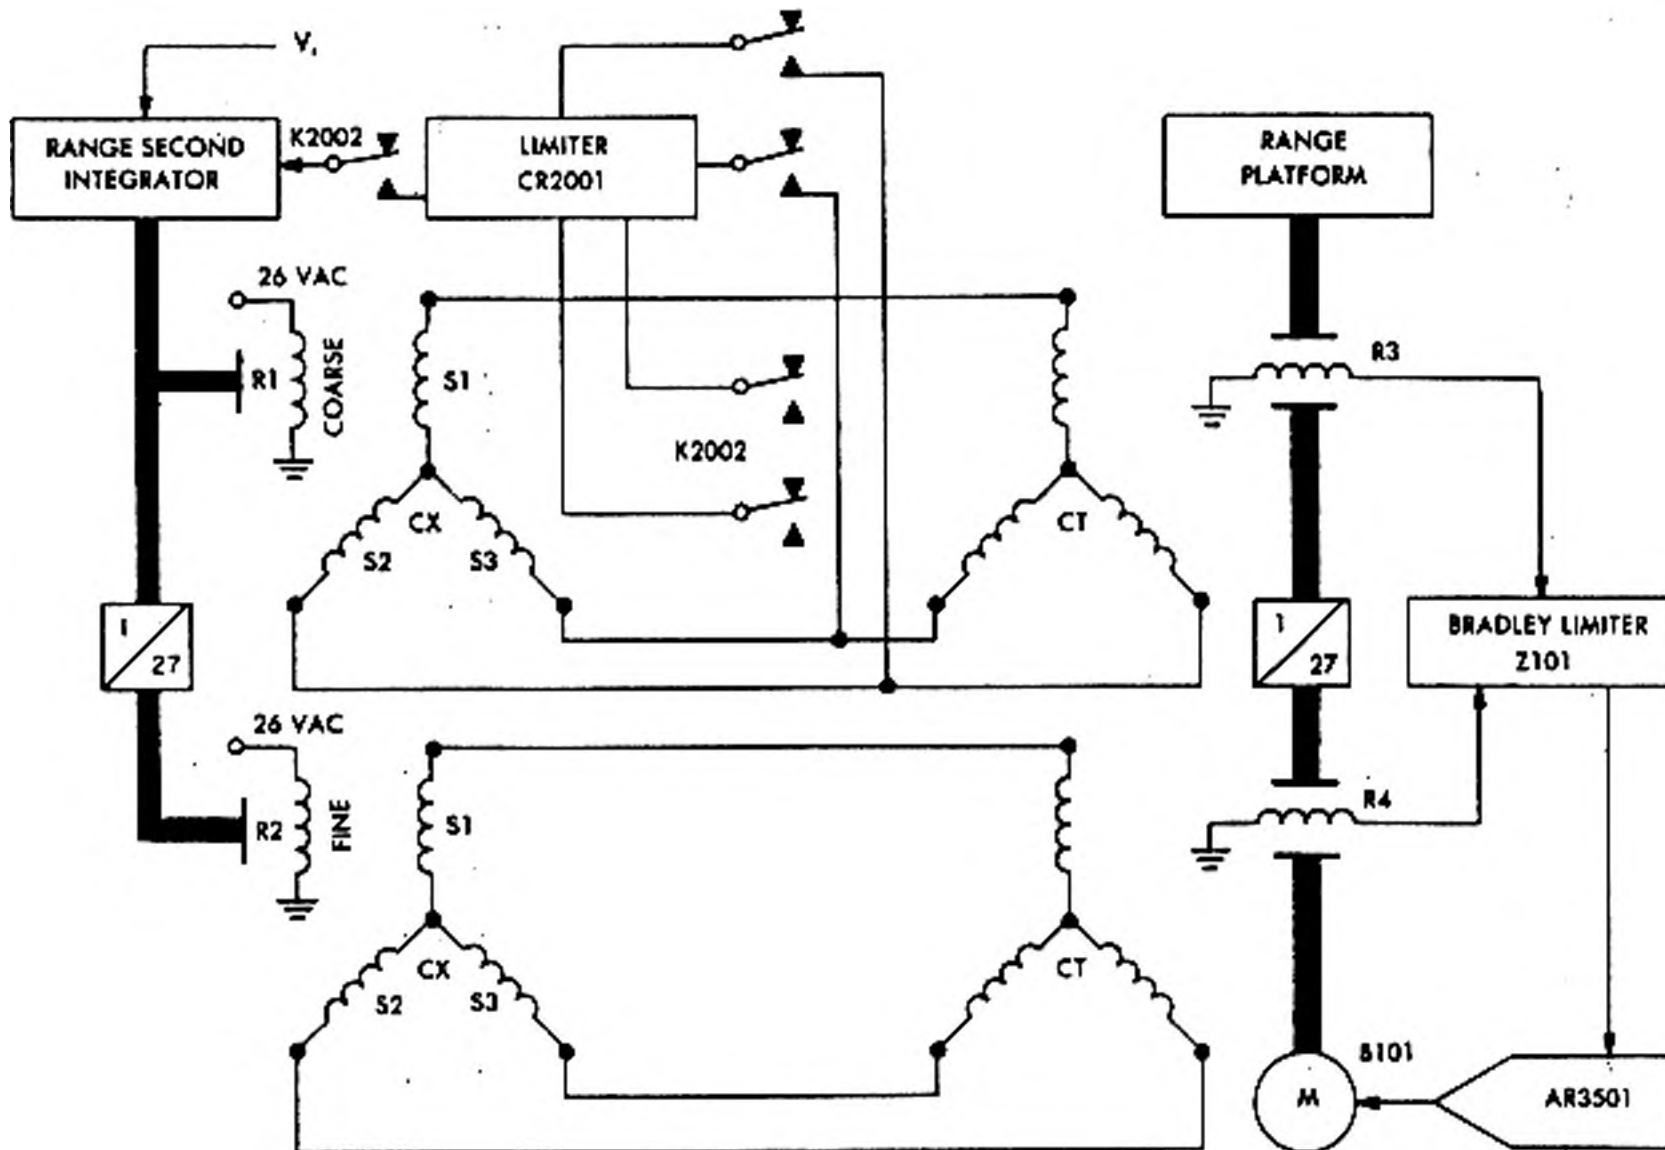 V₁
RANGE SECOND
INTEGRATOR
K2002
LIMITER
CR2001
RANGE
PLATFORM
26 VAC
R1
COARSE
S1
CX
S2
S3
K2002
CT
R3
1
27
1
27
BRADLEY LIMITER
Z101
26 VAC
R2
FINE
S1
CX
S2
S3
CT
R4
B101
M
AR3501